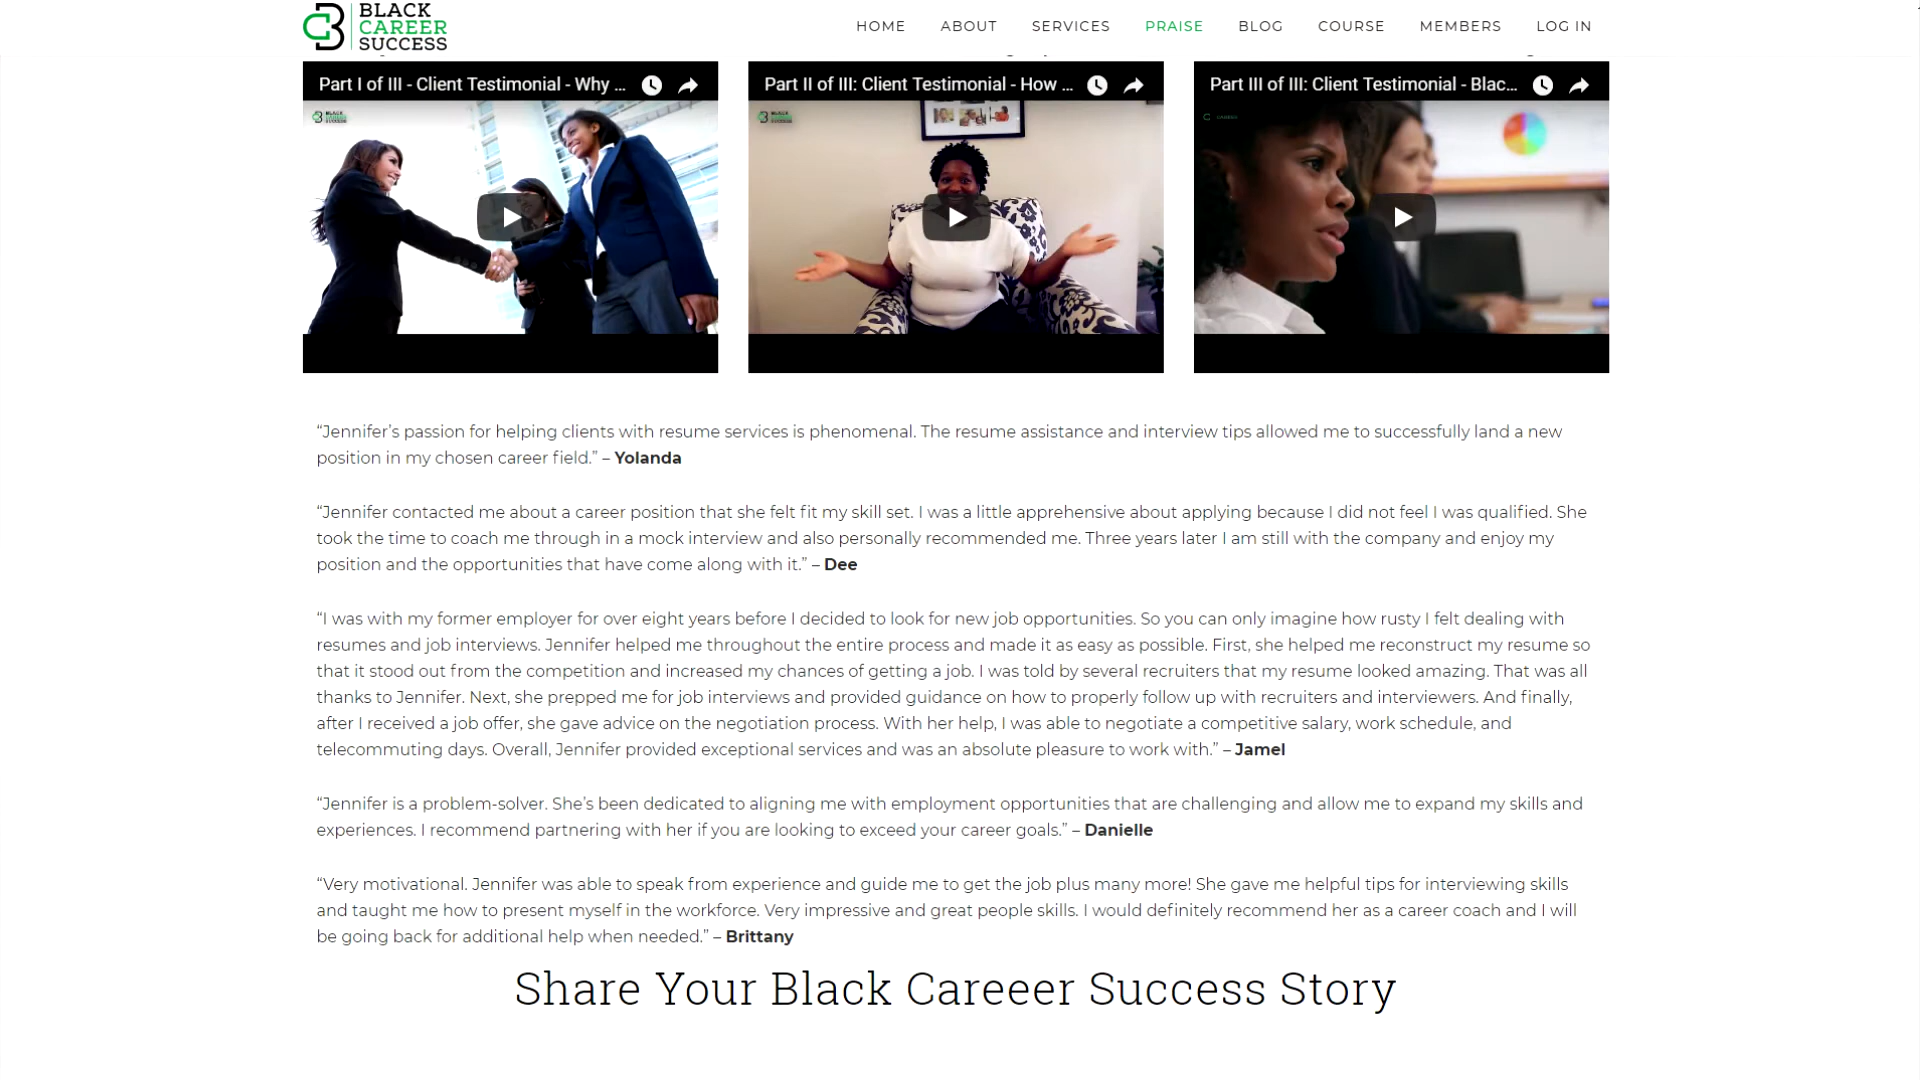 BLACK
CAREER
SUCCESS
HOME ABOUT SERVICES PRAISE BLOG COURSE MEMBERS LOG IN
Part I of III - Client Testimonial - Why ...
Part II of III: Client Testimonial - How ...
Part III of III: Client Testimonial - Blac...
“Jennifer’s passion for helping clients with resume services is phenomenal. The resume assistance and interview tips allowed me to successfully land a new
position in my chosen career field.” – Yolanda
“Jennifer contacted me about a career position that she felt fit my skill set. I was a little apprehensive about applying because I did not feel I was qualified. She
took the time to coach me through in a mock interview and also personally recommended me. Three years later I am still with the company and enjoy my
position and the opportunities that have come along with it.” – Dee
“I was with my former employer for over eight years before I decided to look for new job opportunities. So you can only imagine how rusty I felt dealing with
resumes and job interviews. Jennifer helped me throughout the entire process and made it as easy as possible. First, she helped me reconstruct my resume so
that it stood out from the competition and increased my chances of getting a job. I was told by several recruiters that my resume looked amazing. That was all
thanks to Jennifer. Next, she prepped me for job interviews and provided guidance on how to properly follow up with recruiters and interviewers. And finally,
after I received a job offer, she gave advice on the negotiation process. With her help, I was able to negotiate a competitive salary, work schedule, and
telecommuting days. Overall, Jennifer provided exceptional services and was an absolute pleasure to work with.” – Jamel
“Jennifer is a problem-solver. She’s been dedicated to aligning me with employment opportunities that are challenging and allow me to expand my skills and
experiences. I recommend partnering with her if you are looking to exceed your career goals.” – Danielle
“Very motivational. Jennifer was able to speak from experience and guide me to get the job plus many more! She gave me helpful tips for interviewing skills
and taught me how to present myself in the workforce. Very impressive and great people skills. I would definitely recommend her as a career coach and I will
be going back for additional help when needed.” – Brittany
Share Your Black Careeer Success Story